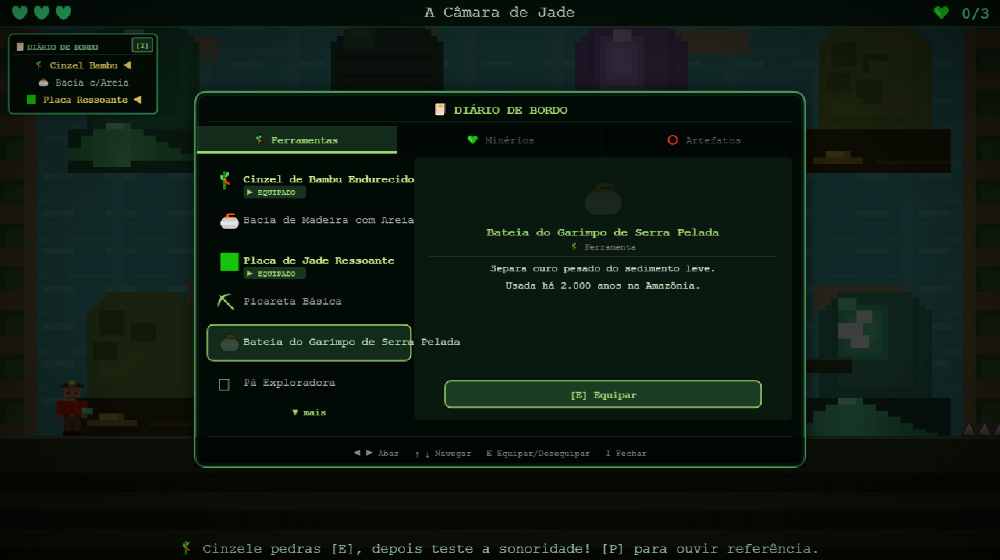 A Câmara de Jade
0/3
DIÁRIO DE BORDO
[I]
Cinzel Bambu ◀
Bacia c/Areia
Placa Ressoante ◀
DIÁRIO DE BORDO
Ferramentas
Minérios
Artefatos
Cinzel de Bambu Endurecido
▶ EQUIPADO
Bacia de Madeira com Areia
Placa de Jade Ressoante
▶ EQUIPADO
Picareta Básica
Bateia do Garimpo de Serra Pelada
Pá Exploradora
▼ mais
Bateia do Garimpo de Serra Pelada
Ferramenta
Separa ouro pesado do sedimento leve.
Usada há 2.000 anos na Amazônia.
[E] Equipar
◀ ▶ Abas ↑ ↓ Navegar E Equipar/Desequipar I Fechar
Cinzele pedras [E], depois teste a sonoridade! [P] para ouvir referência.